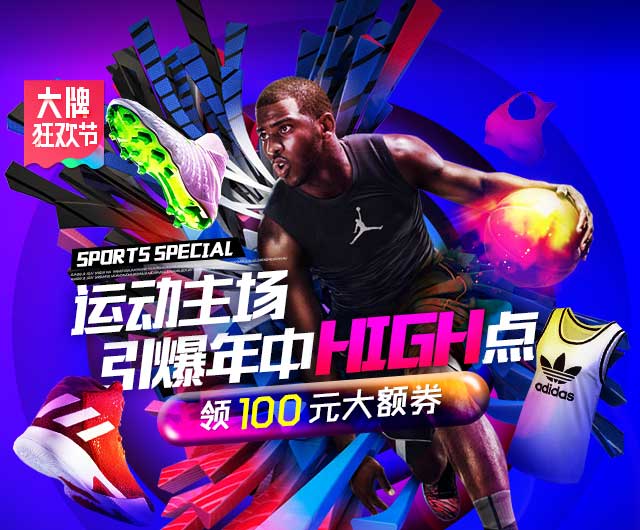 大牌
狂欢节
SPORTS SPECIAL
运动主场
引爆年中HIGH点
adidas
领100元大额券